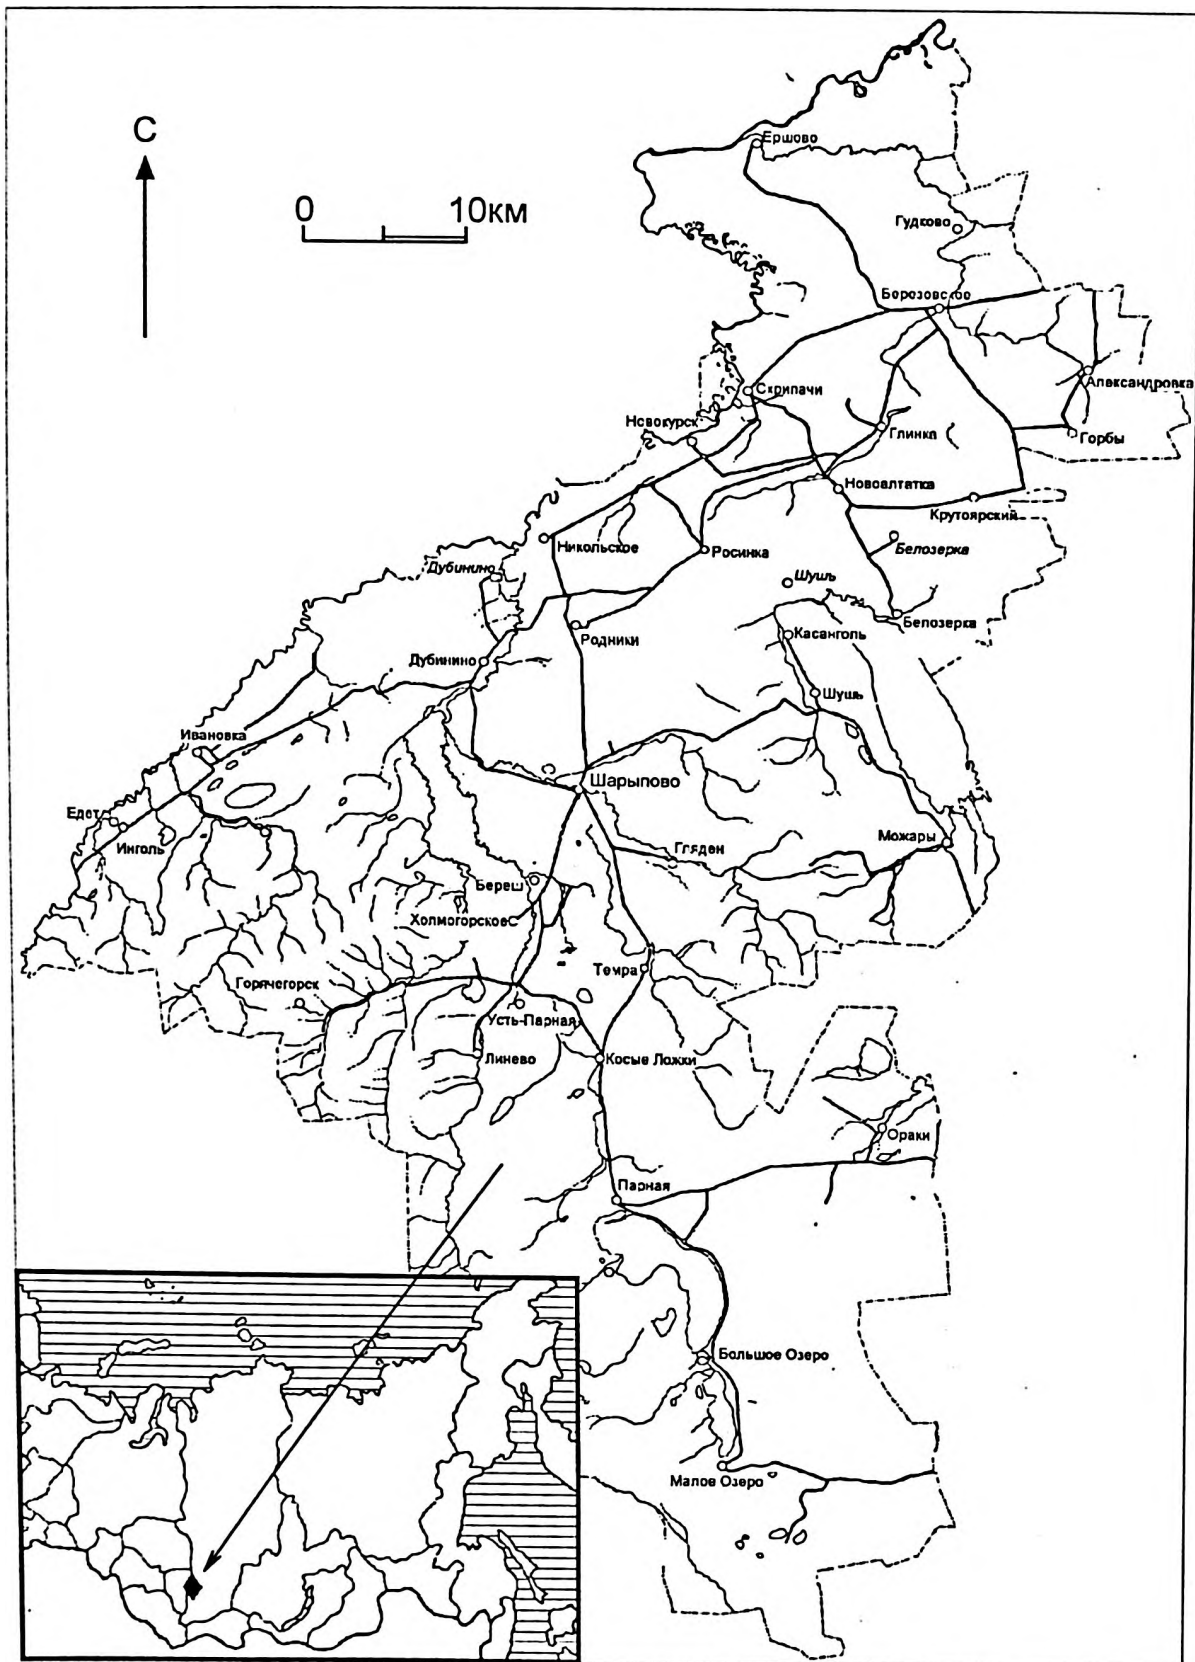 С
0 10км
Ершово
Гудково
Березовское
Скрипачи
Александровка
Новокурск
Глинка
Горбы
Новоалтатка
Крутоярский
Никольское
Росинка
Белозерка
Дубинино
Шушь
Белозерка
Родники
Касанголь
Дубинино
Шушь
Ивановка
Шарыпово
Едет
Инголь
Можары
Гляден
Береш
Холмогорское
Темра
Горячегорск
Усть-Парная
Линево
Косые Ложки
Ораки
Парная
Большое Озеро
Малое Озеро